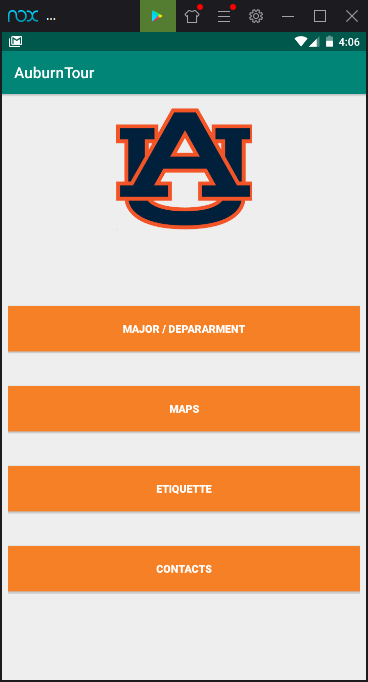 nox ...
4:06
AuburnTour
AU
MAJOR / DEPARARMENT
MAPS
ETIQUETTE
CONTACTS